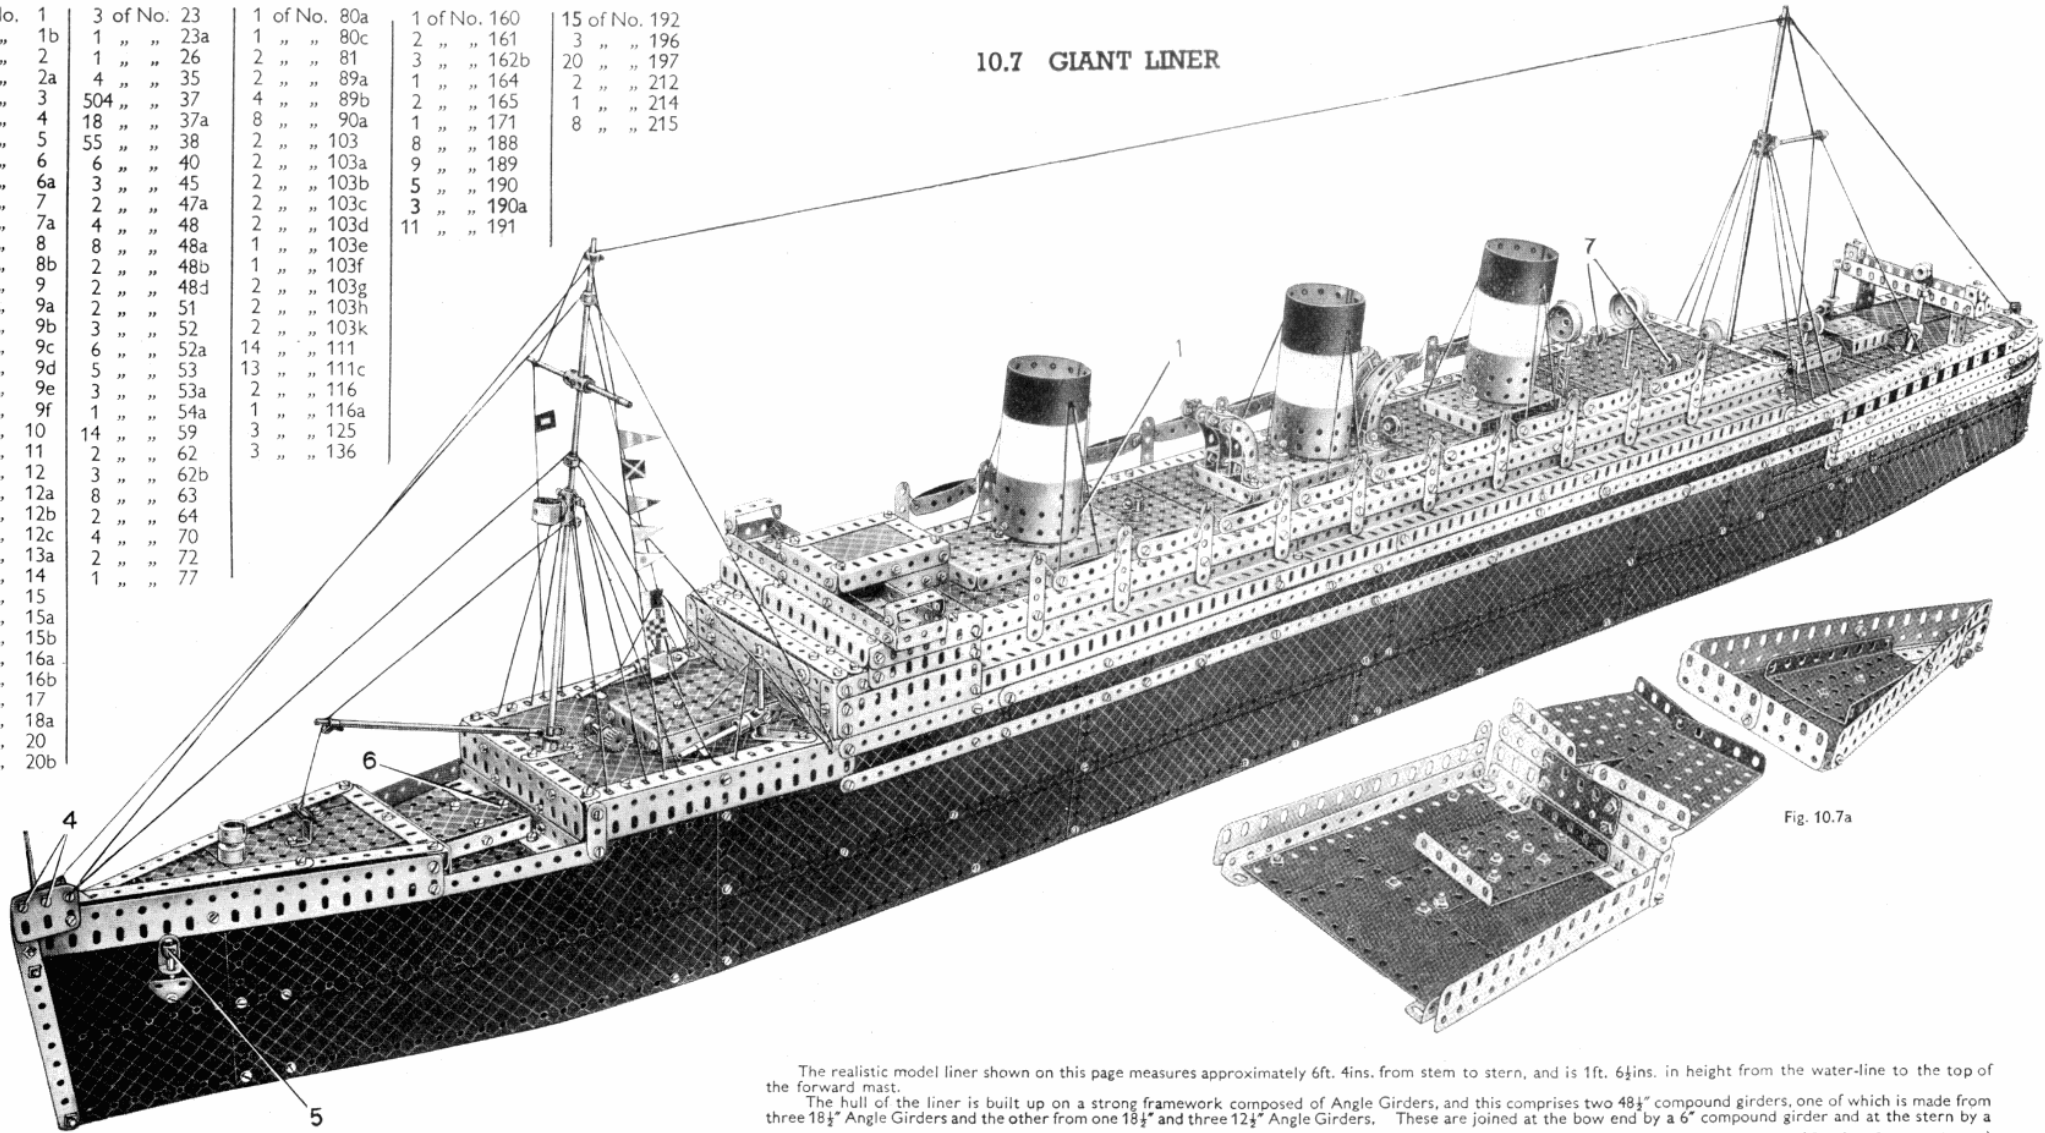 o. 1
„ 1b
„ 2
„ 2a
„ 3
„ 4
„ 5
„ 6
„ 6a
„ 7
„ 7a
„ 8
„ 8b
„ 9
„ 9a
„ 9b
„ 9c
„ 9d
„ 9e
„ 9f
„ 10
„ 11
„ 12
„ 12a
„ 12b
„ 12c
„ 13a
„ 14
„ 15
„ 15a
„ 15b
„ 16a
„ 16b
„ 17
„ 18a
„ 20
„ 20b
3 of No. 23
1 „ „ 23a
1 „ „ 26
4 „ „ 35
504 „ „ 37
18 „ „ 37a
55 „ „ 38
6 „ „ 40
3 „ „ 45
2 „ „ 47a
4 „ „ 48
8 „ „ 48a
2 „ „ 48b
2 „ „ 48d
2 „ „ 51
3 „ „ 52
6 „ „ 52a
5 „ „ 53
3 „ „ 53a
1 „ „ 54a
14 „ „ 59
2 „ „ 62
3 „ „ 62b
8 „ „ 63
2 „ „ 64
4 „ „ 70
2 „ „ 72
1 „ „ 77
1 of No. 80a
1 „ „ 80c
2 „ „ 81
2 „ „ 89a
4 „ „ 89b
8 „ „ 90a
2 „ „ 103
2 „ „ 103a
2 „ „ 103b
2 „ „ 103c
2 „ „ 103d
1 „ „ 103e
1 „ „ 103f
2 „ „ 103g
2 „ „ 103h
2 „ „ 103k
14 „ „ 111
13 „ „ 111c
2 „ „ 116
1 „ „ 116a
3 „ „ 125
3 „ „ 136
1 of No. 160
2 „ „ 161
3 „ „ 162b
1 „ „ 164
2 „ „ 165
1 „ „ 171
8 „ „ 188
9 „ „ 189
5 „ „ 190
3 „ „ 190a
11 „ „ 191
15 of No. 192
3 „ „ 196
20 „ „ 197
2 „ „ 212
1 „ „ 214
8 „ „ 215
10.7 GIANT LINER
7
1
6
4
5
Fig. 10.7a
The realistic model liner shown on this page measures approximately 6ft. 4ins. from stem to stern, and is 1ft. 6½ins. in height from the water-line to the top of
the forward mast.
The hull of the liner is built up on a strong framework composed of Angle Girders, and this comprises two 48½″ compound girders, one of which is made from
three 18½″ Angle Girders and the other from one 18½″ and three 12½″ Angle Girders. These are joined at the bow end by a 6″ compound girder and at the stern by a